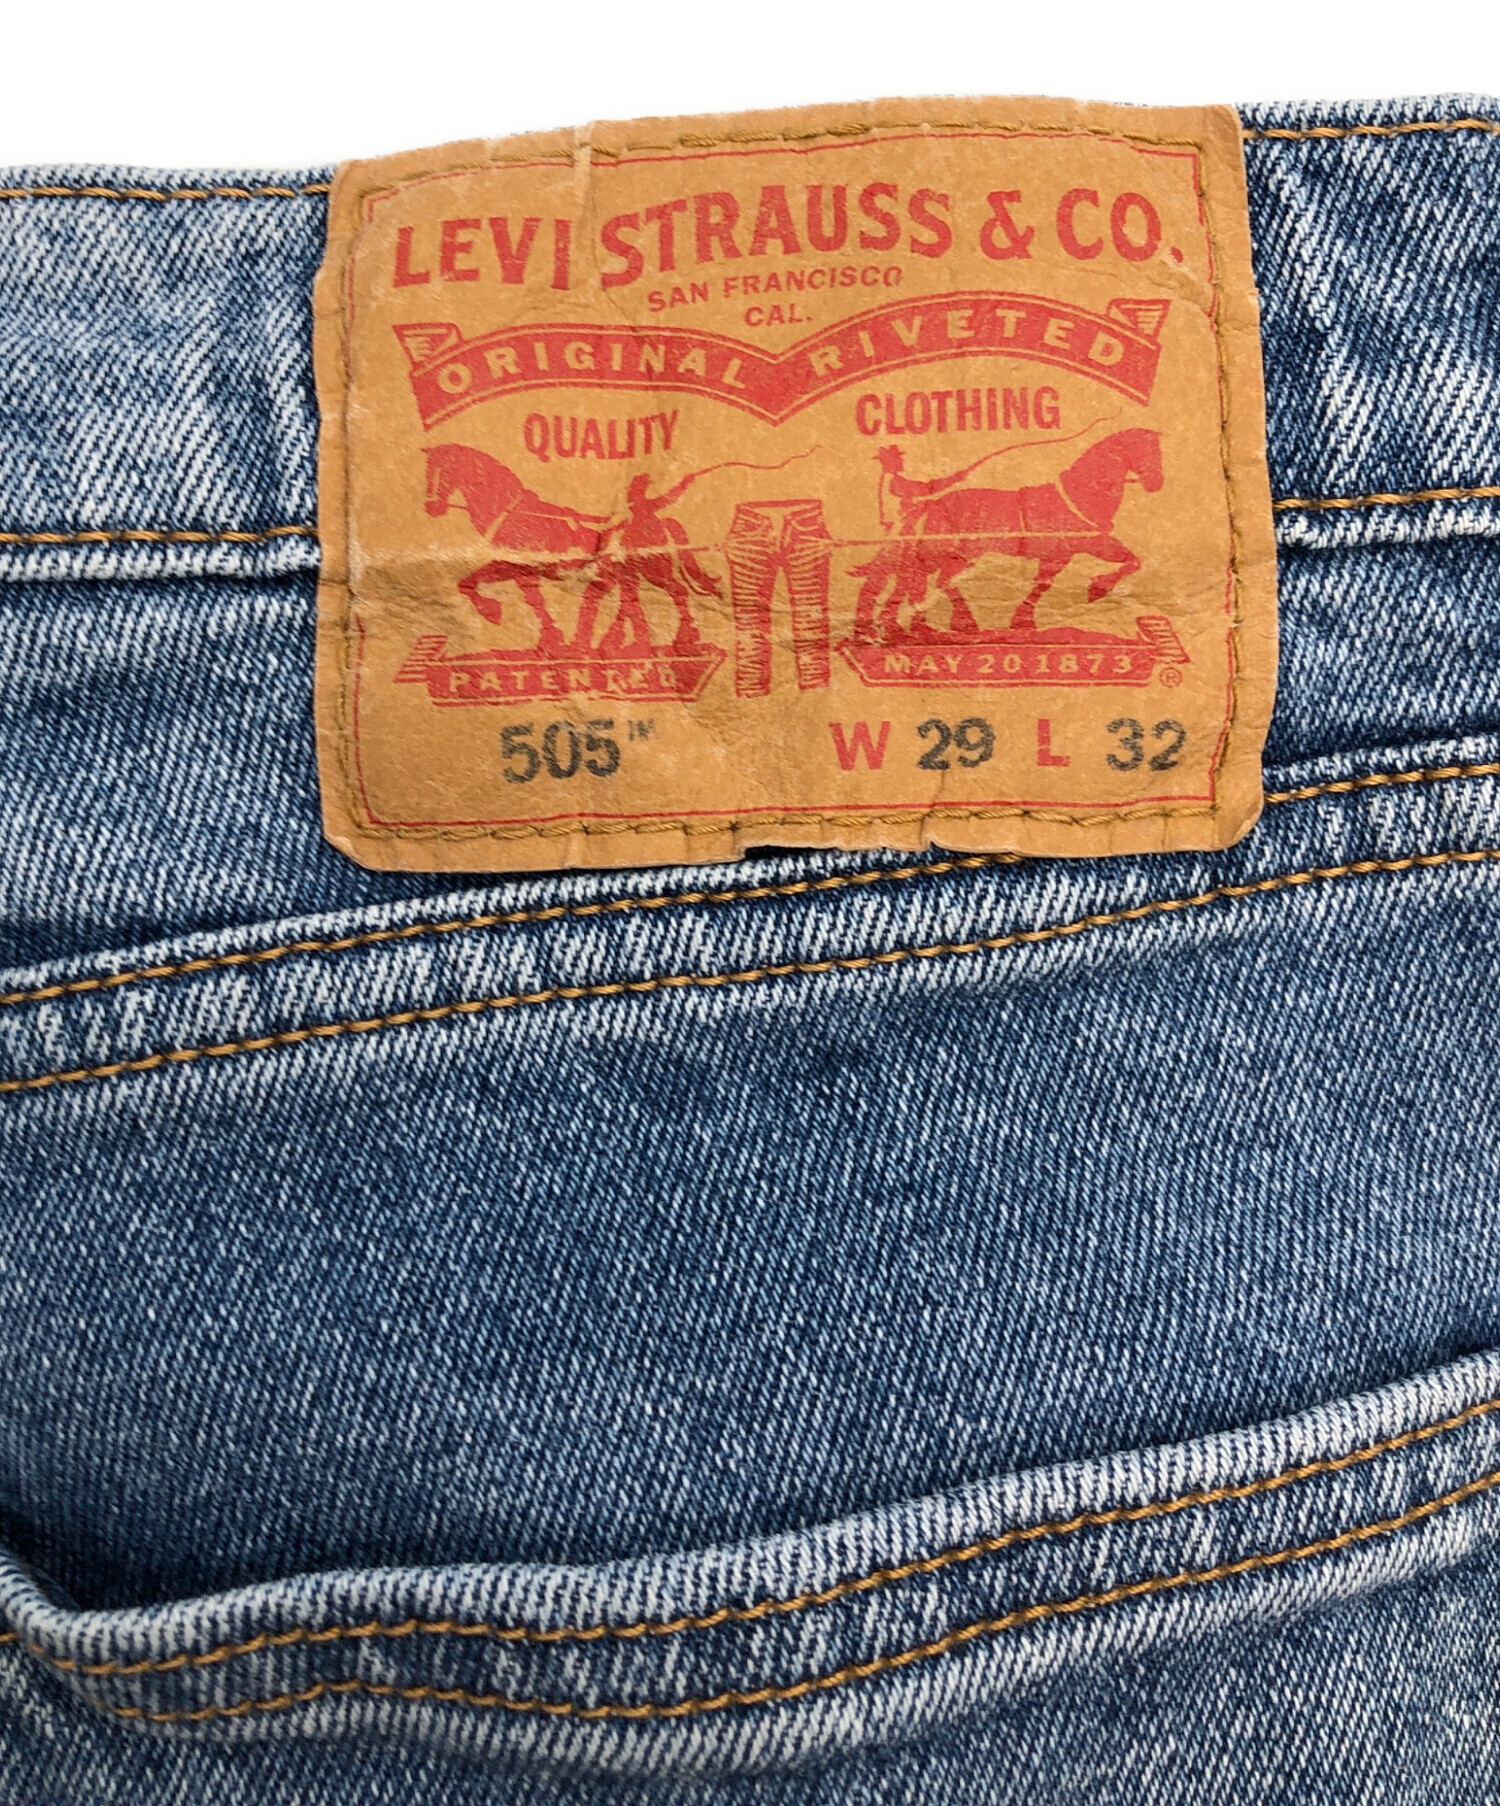 LEVI STRAUSS & CO.
SAN FRANCISCO
CAL.
ORIGINAL RIVETED
QUALITY CLOTHING
PATENTED MAY 20 1873 ®
505™ W 29 L 32